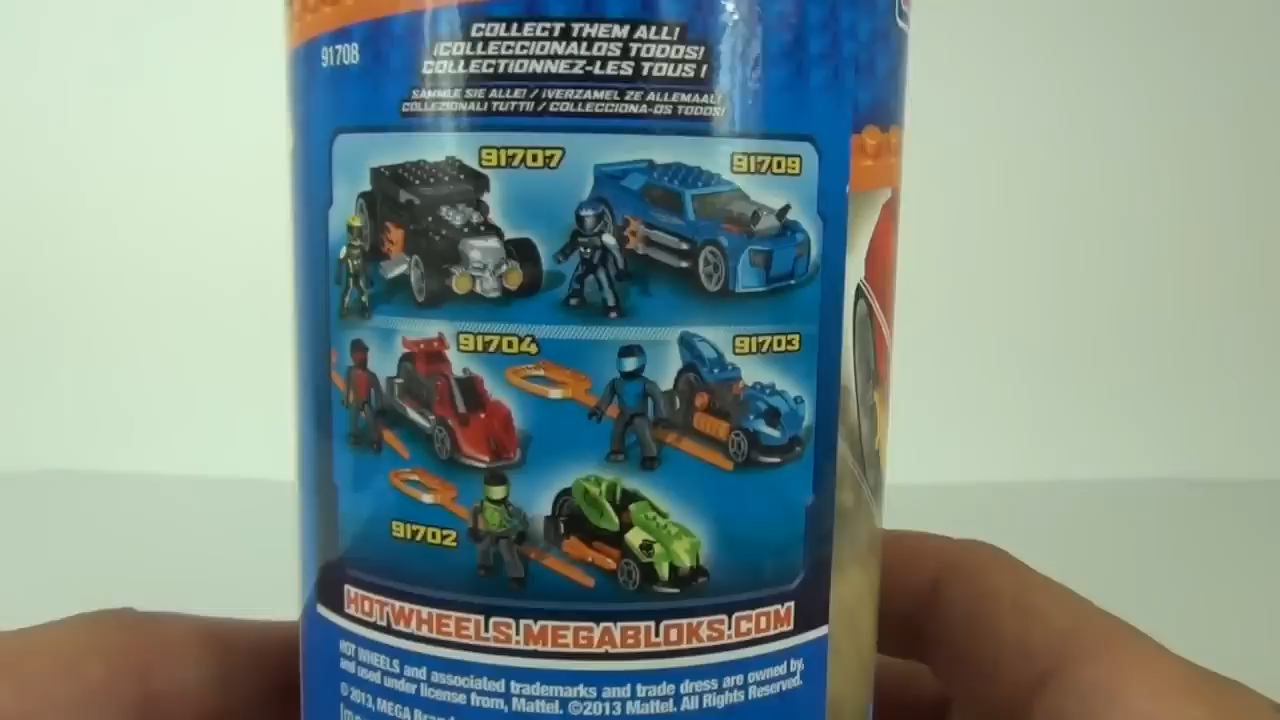 91708
COLLECT THEM ALL!
¡COLLECCIONALOS TODOS!
COLLECTIONNEZ-LES TOUS !
SAMMLE SIE ALLE! / ¡VERZAMEL ZE ALLEMAAL!
COLLEZIONALI TUTTI! / COLLECCIONA-OS TODOS!
91707
91709
91704
91703
91702
HOTWHEELS.MEGABLOKS.COM
HOT WHEELS and associated trademarks and trade dress are owned by,
and used under license from, Mattel. ©2013 Mattel. All Rights Reserved.
© 2013, MEGA